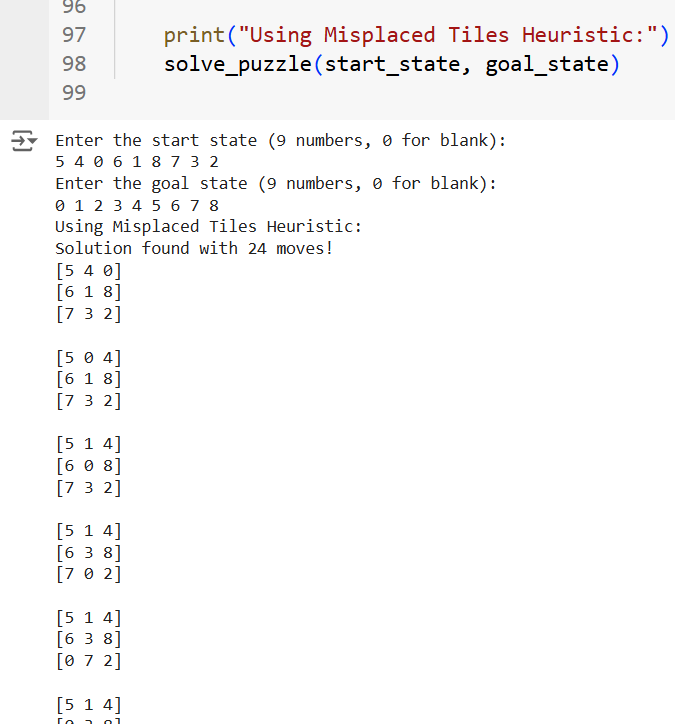 96
97 print("Using Misplaced Tiles Heuristic:")
98 solve_puzzle(start_state, goal_state)
99
Enter the start state (9 numbers, 0 for blank):
5 4 0 6 1 8 7 3 2
Enter the goal state (9 numbers, 0 for blank):
0 1 2 3 4 5 6 7 8
Using Misplaced Tiles Heuristic:
Solution found with 24 moves!
[5 4 0]
[6 1 8]
[7 3 2]

[5 0 4]
[6 1 8]
[7 3 2]

[5 1 4]
[6 0 8]
[7 3 2]

[5 1 4]
[6 3 8]
[7 0 2]

[5 1 4]
[6 3 8]
[0 7 2]

[5 1 4]
[0 3 8]